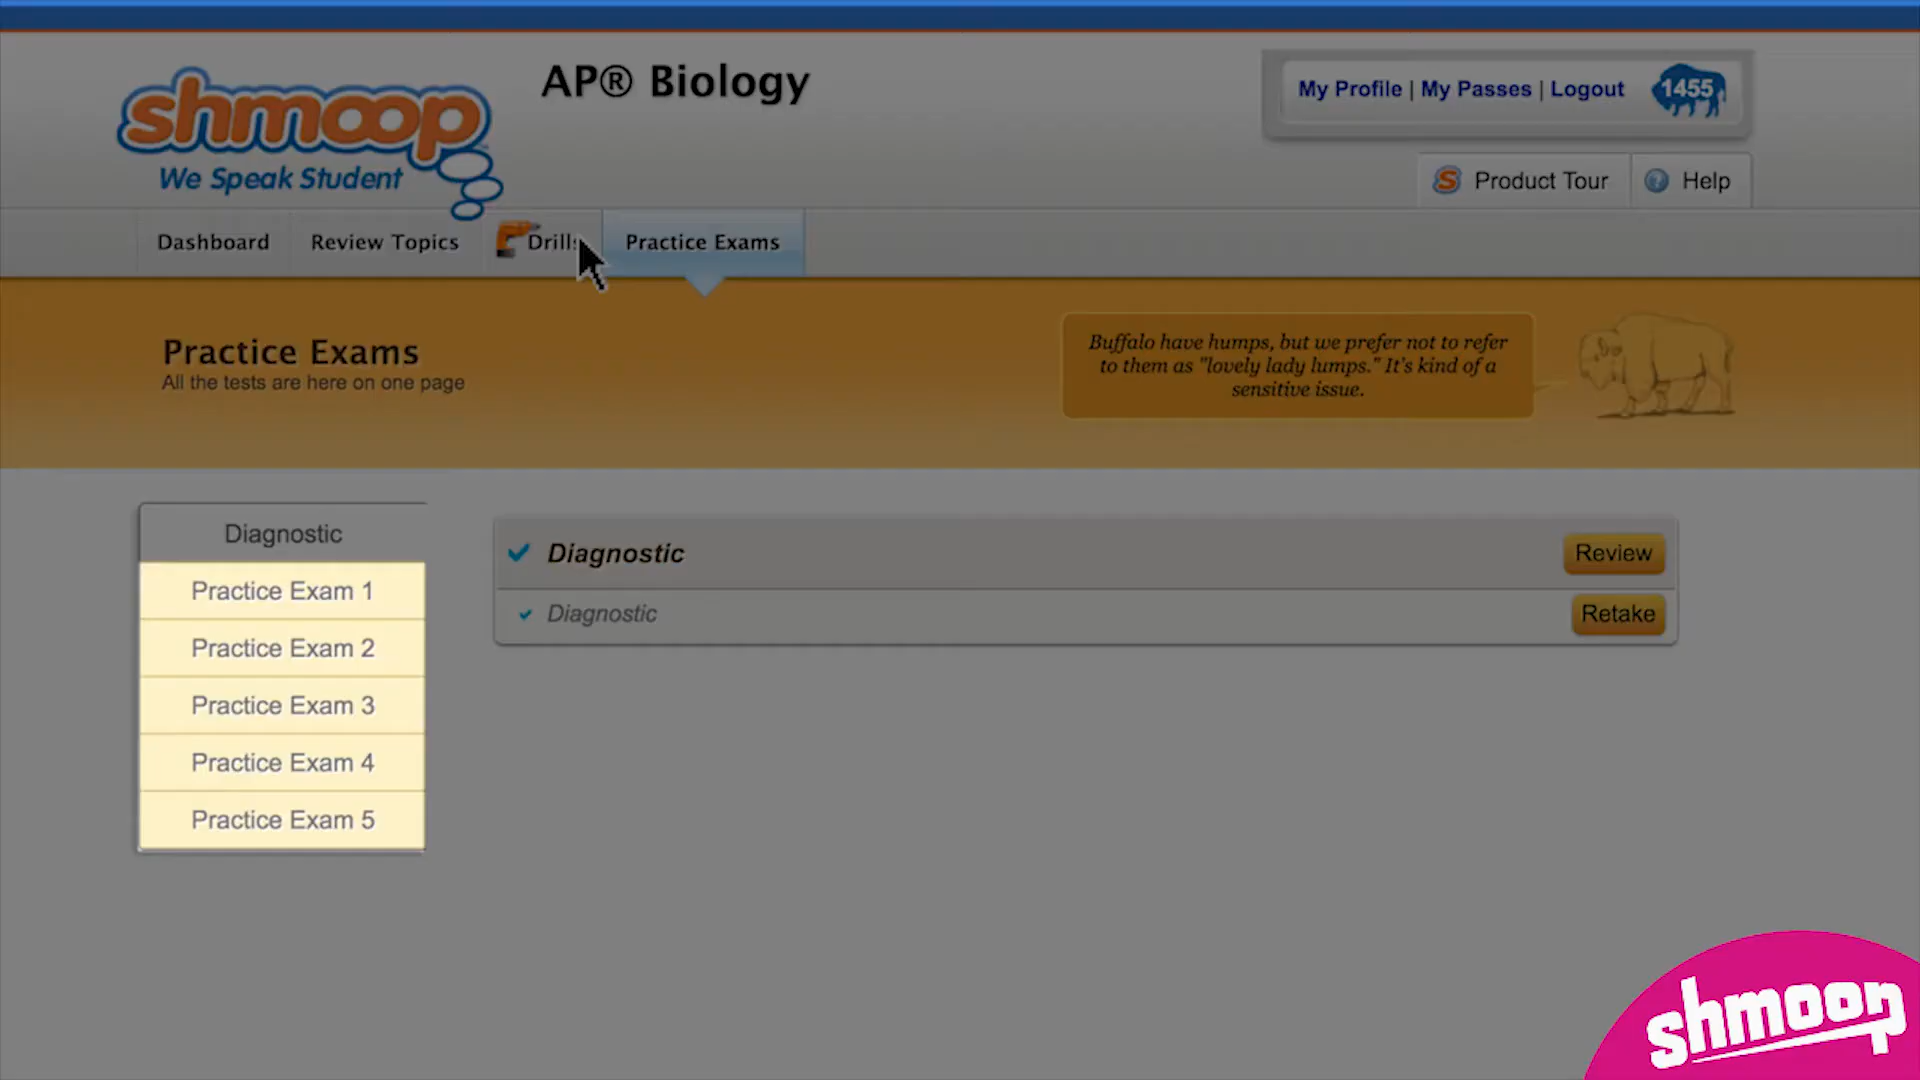 shmoop
We Speak Student
AP® Biology
My Profile | My Passes | Logout
1455
Product Tour
Help
Dashboard
Review Topics
Drills
Practice Exams
Practice Exams
All the tests are here on one page
Buffalo have humps, but we prefer not to refer
to them as "lovely lady lumps." It's kind of a
sensitive issue.
Diagnostic
Practice Exam 1
Practice Exam 2
Practice Exam 3
Practice Exam 4
Practice Exam 5
Diagnostic
Review
Diagnostic
Retake
shmoop